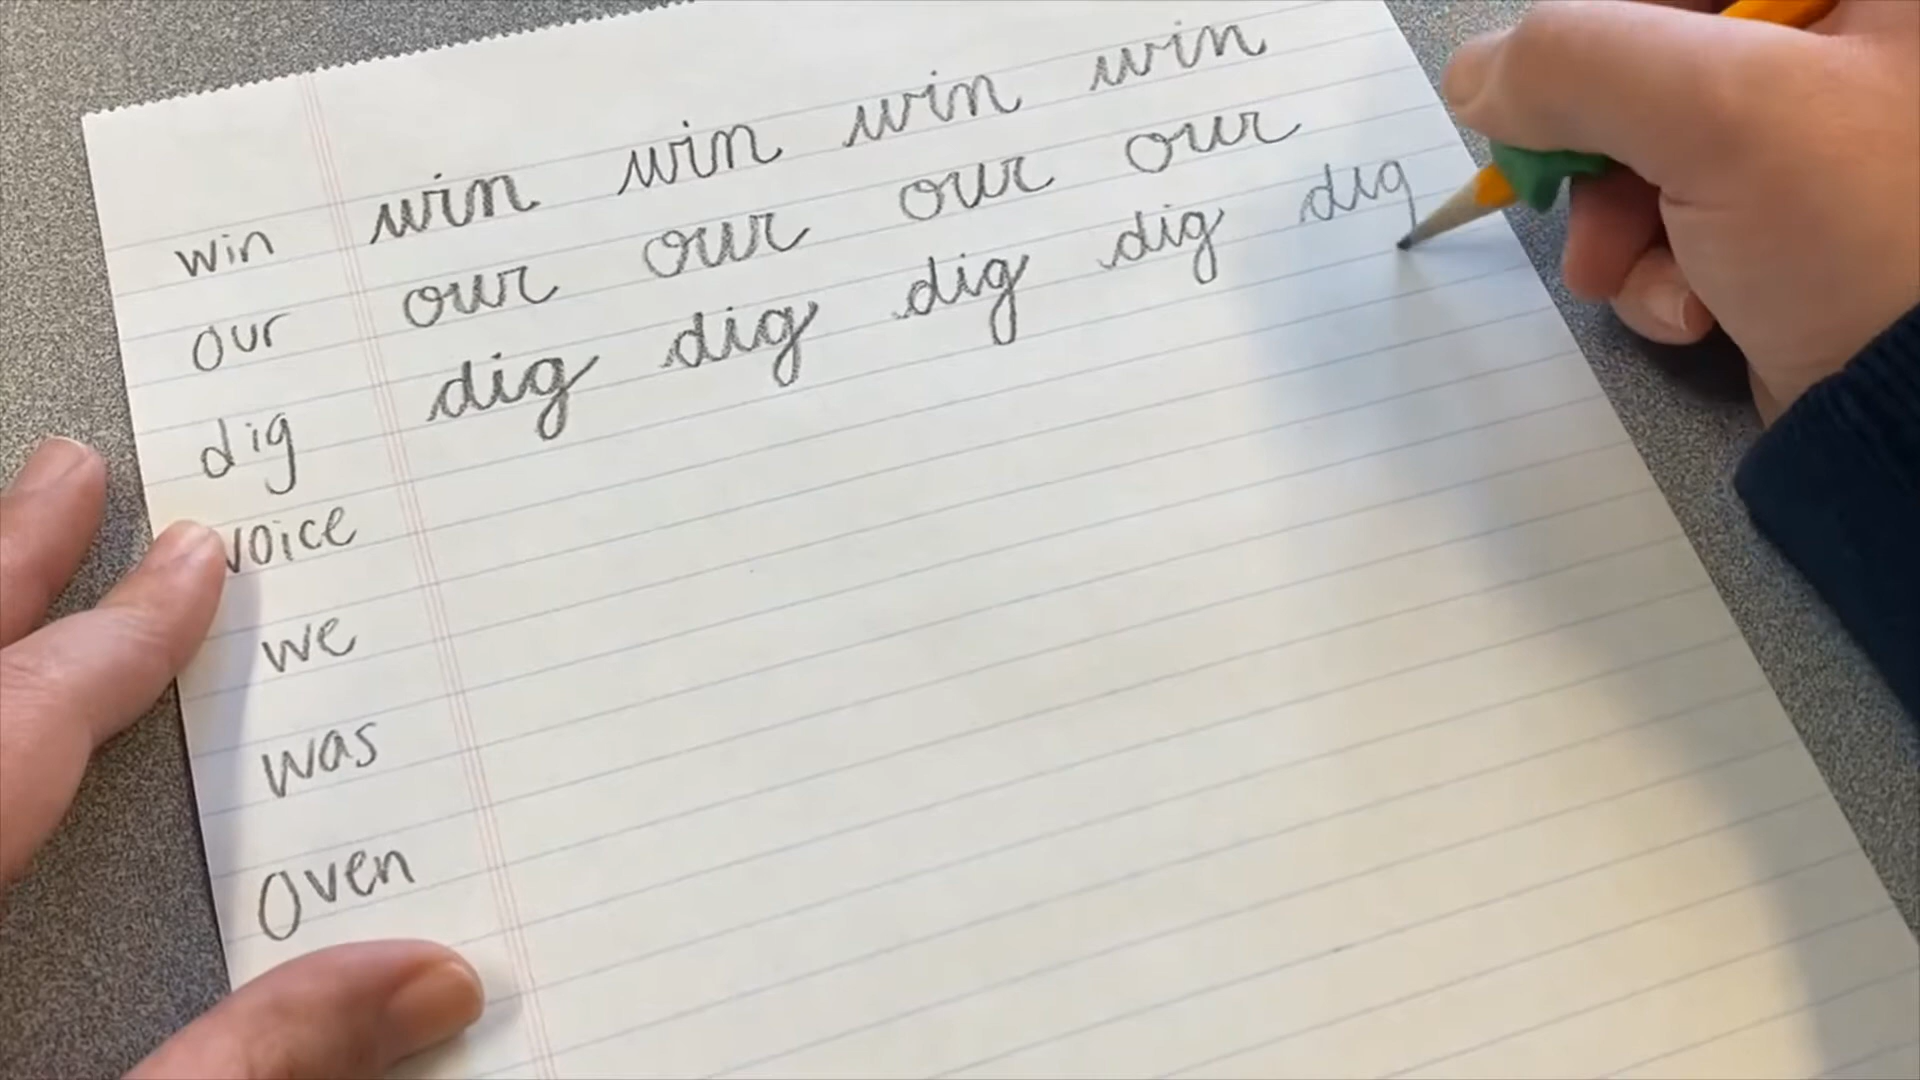 win win win win win
our our our our our
dig dig dig dig dig dig
voice
we
was
oven